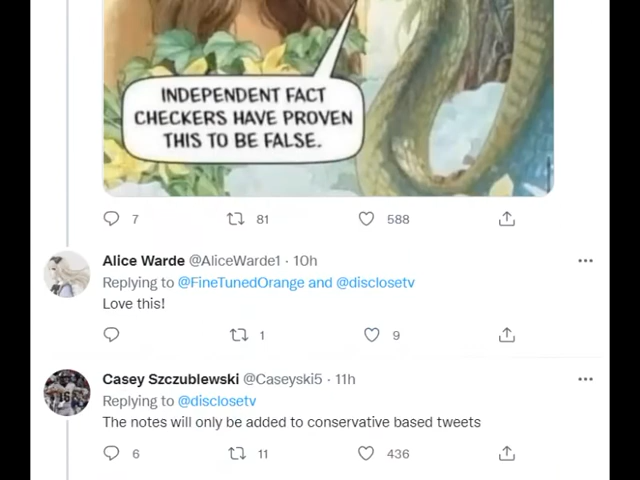 INDEPENDENT FACT
CHECKERS HAVE PROVEN
THIS TO BE FALSE.
7 81 588
Alice Warde @AliceWarde1 · 10h
Replying to @FineTunedOrange and @disclosetv
Love this!
1 9
Casey Szczublewski @Caseyski5 · 11h
Replying to @disclosetv
The notes will only be added to conservative based tweets
6 11 436